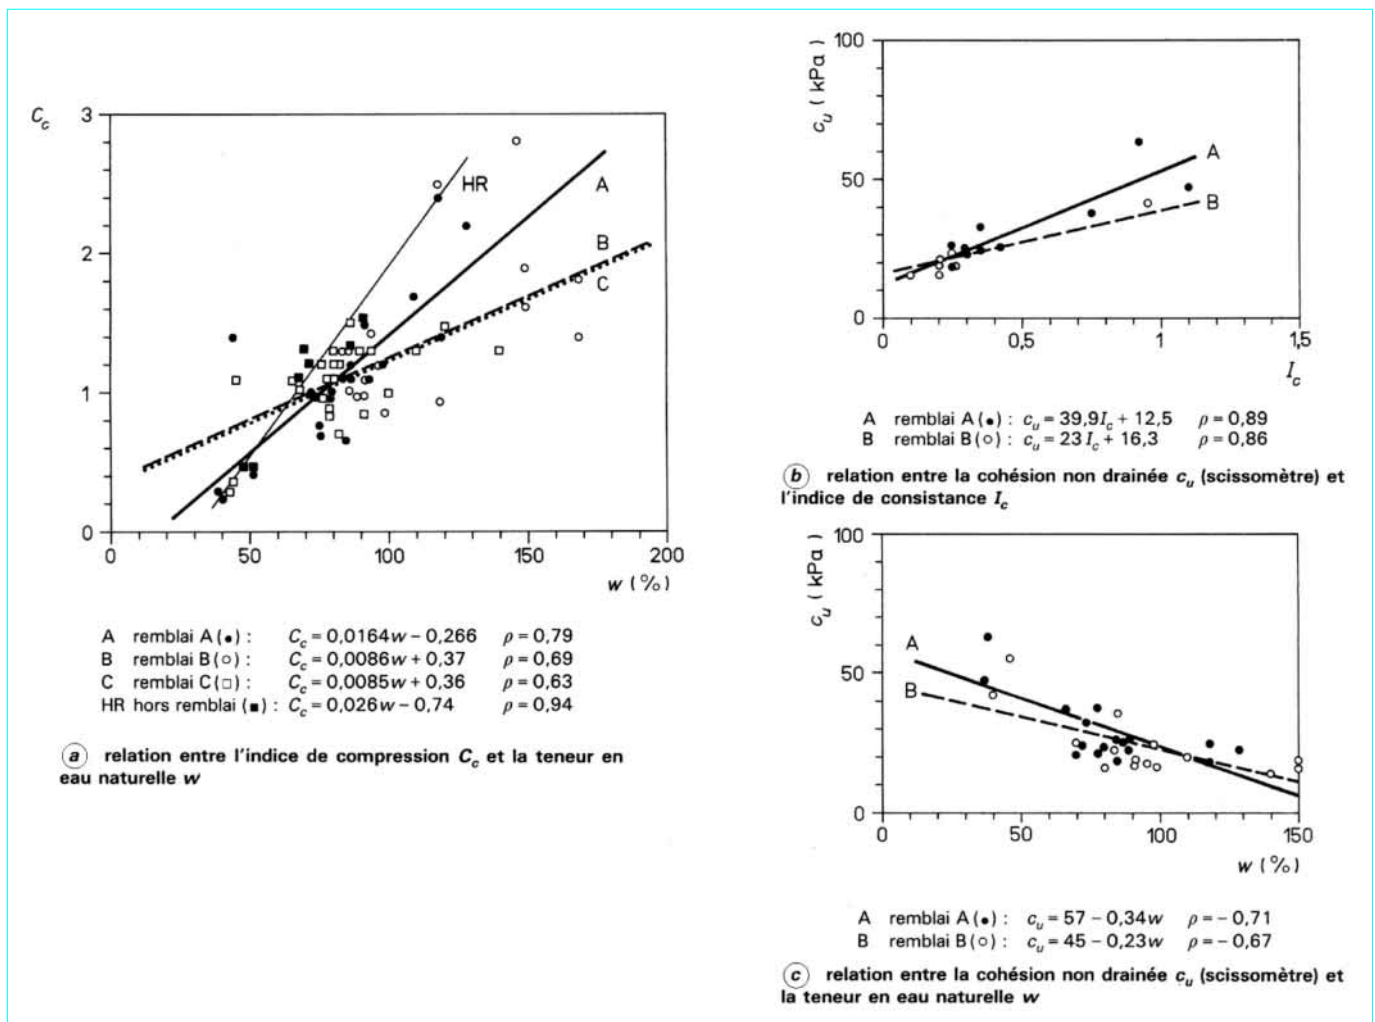 C_c
3
2
1
0
HR
A
B
C
0 50 100 150 200
w (%)
A remblai A (●) : C_c = 0,0164w − 0,266 ρ = 0,79
B remblai B (○) : C_c = 0,0086w + 0,37 ρ = 0,69
C remblai C (□) : C_c = 0,0085w + 0,36 ρ = 0,63
HR hors remblai (■) : C_c = 0,026w − 0,74 ρ = 0,94
ⓐ relation entre l'indice de compression C_c et la teneur en
eau naturelle w
c_u (kPa)
100
50
0
A
B
0 0,5 1 1,5
I_c
A remblai A (●) : c_u = 39,9I_c + 12,5 ρ = 0,89
B remblai B (○) : c_u = 23 I_c + 16,3 ρ = 0,86
ⓑ relation entre la cohésion non drainée c_u (scissomètre) et
l'indice de consistance I_c
c_u (kPa)
100
50
0
A
B
0 50 100 150
w (%)
A remblai A (●) : c_u = 57 − 0,34w ρ = − 0,71
B remblai B (○) : c_u = 45 − 0,23w ρ = − 0,67
ⓒ relation entre la cohésion non drainée c_u (scissomètre) et
la teneur en eau naturelle w